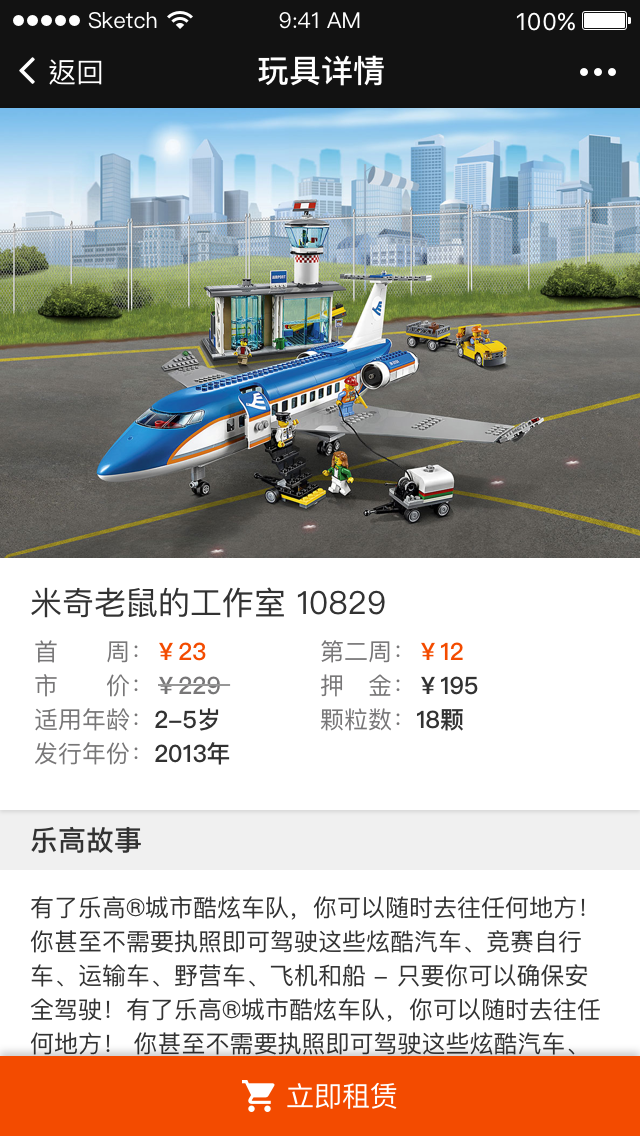 Sketch 9:41 AM 100%
返回 玩具详情
AIRPORT
米奇老鼠的工作室 10829
首周：￥23 第二周：￥12
市价：￥229 押金：￥195
适用年龄：2-5岁 颗粒数：18颗
发行年份：2013年
乐高故事
有了乐高®城市酷炫车队，你可以随时去往任何地方！
你甚至不需要执照即可驾驶这些炫酷汽车、竞赛自行
车、运输车、野营车、飞机和船 – 只要你可以确保安
全驾驶！有了乐高®城市酷炫车队，你可以随时去往任
何地方！ 你甚至不需要执照即可驾驶这些炫酷汽车、
立即租赁